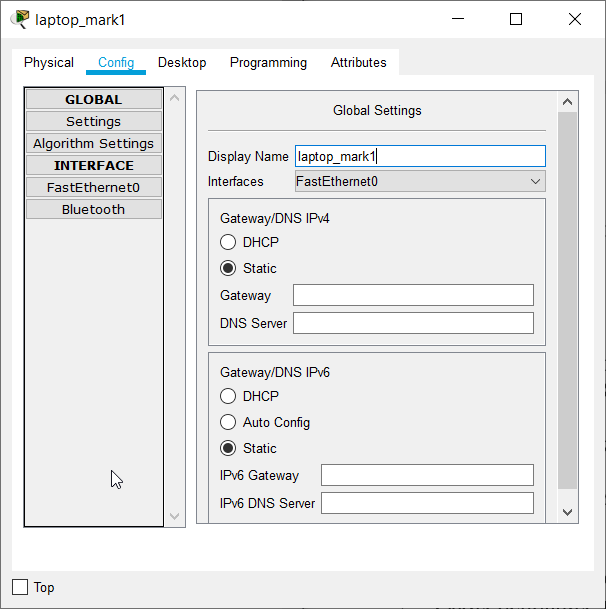 laptop_mark1
Physical Config Desktop Programming Attributes
GLOBAL
Settings
Algorithm Settings
INTERFACE
FastEthernet0
Bluetooth
Global Settings
Display Name laptop_mark1
Interfaces FastEthernet0
Gateway/DNS IPv4
DHCP
Static
Gateway
DNS Server
Gateway/DNS IPv6
DHCP
Auto Config
Static
IPv6 Gateway
IPv6 DNS Server
Top